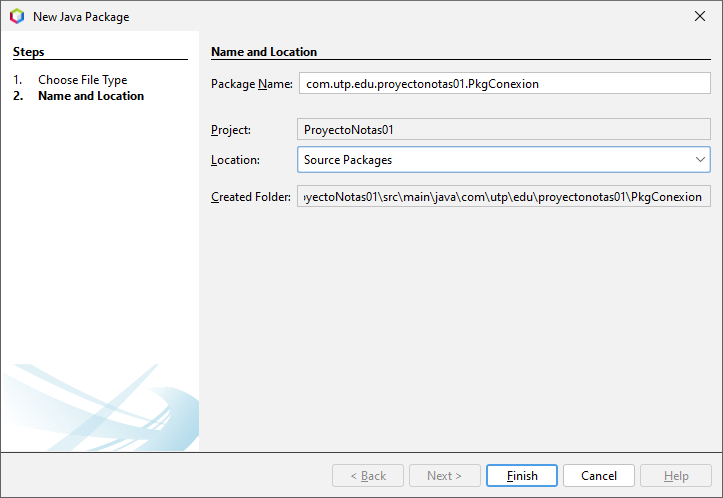 New Java Package
Steps
1. Choose File Type
2. Name and Location
Name and Location
Package Name: com.utp.edu.proyectonotas01.PkgConexion
Project: ProyectoNotas01
Location: Source Packages
Created Folder: oyectoNotas01\src\main\java\com\utp\edu\proyectonotas01\PkgConexion
< Back Next > Finish Cancel Help